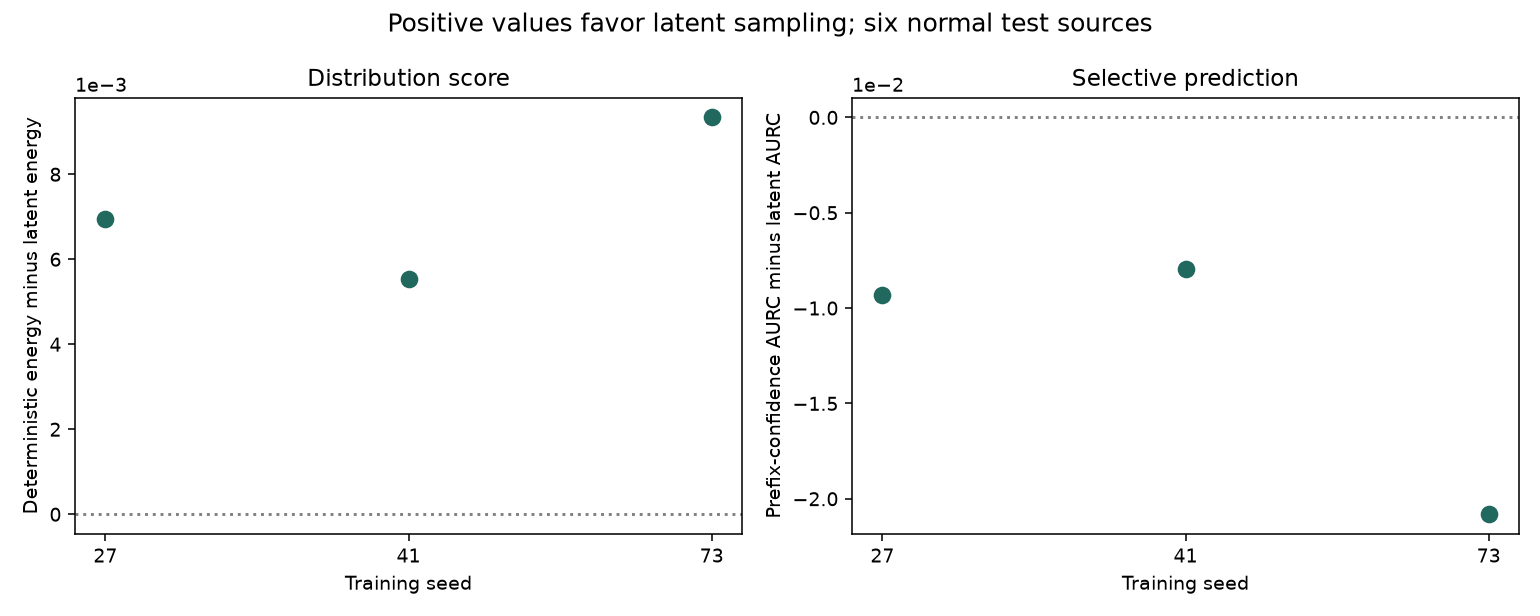 Positive values favor latent sampling; six normal test sources
Distribution score
1e−3
Deterministic energy minus latent energy
8
6
4
2
0
27
41
73
Training seed
Selective prediction
1e−2
Prefix-confidence AURC minus latent AURC
0.0
−0.5
−1.0
−1.5
−2.0
27
41
73
Training seed